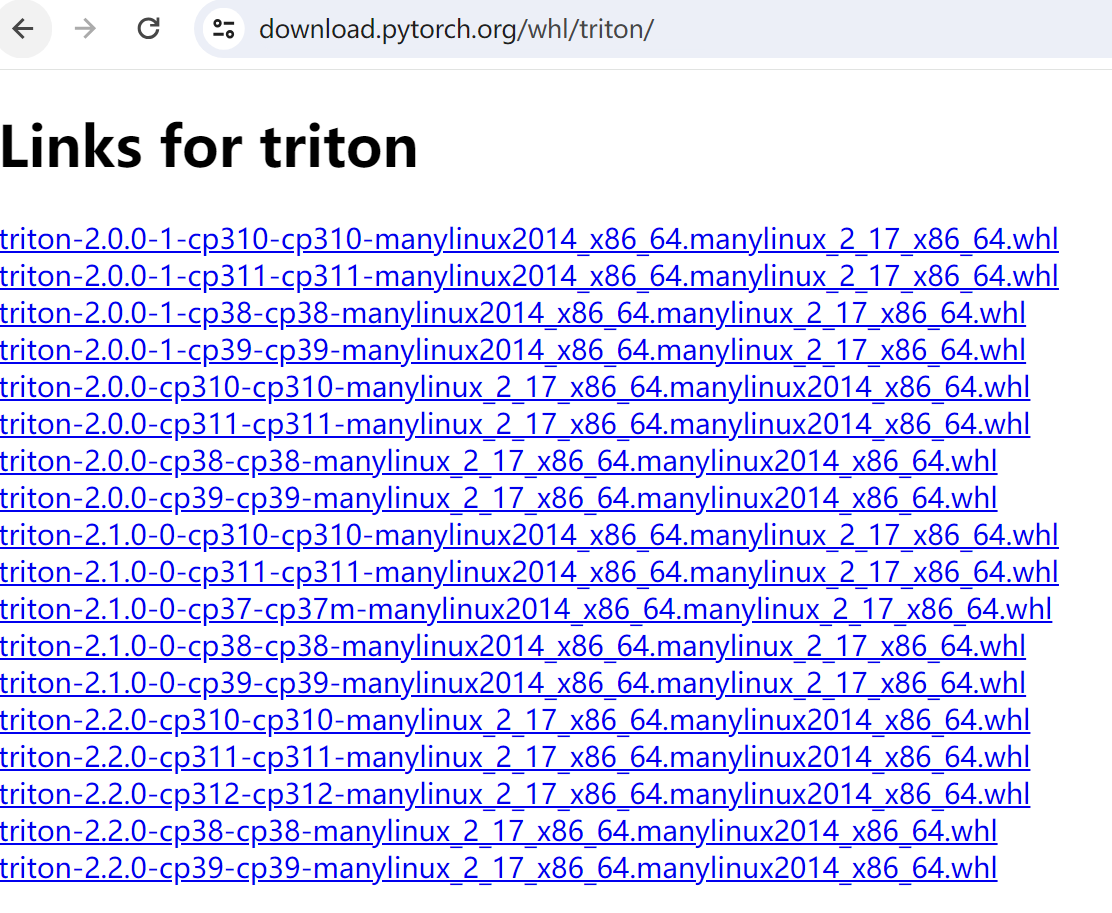 download.pytorch.org/whl/triton/
Links for triton
triton-2.0.0-1-cp310-cp310-manylinux2014_x86_64.manylinux_2_17_x86_64.whl
triton-2.0.0-1-cp311-cp311-manylinux2014_x86_64.manylinux_2_17_x86_64.whl
triton-2.0.0-1-cp38-cp38-manylinux2014_x86_64.manylinux_2_17_x86_64.whl
triton-2.0.0-1-cp39-cp39-manylinux2014_x86_64.manylinux_2_17_x86_64.whl
triton-2.0.0-cp310-cp310-manylinux_2_17_x86_64.manylinux2014_x86_64.whl
triton-2.0.0-cp311-cp311-manylinux_2_17_x86_64.manylinux2014_x86_64.whl
triton-2.0.0-cp38-cp38-manylinux_2_17_x86_64.manylinux2014_x86_64.whl
triton-2.0.0-cp39-cp39-manylinux_2_17_x86_64.manylinux2014_x86_64.whl
triton-2.1.0-0-cp310-cp310-manylinux2014_x86_64.manylinux_2_17_x86_64.whl
triton-2.1.0-0-cp311-cp311-manylinux2014_x86_64.manylinux_2_17_x86_64.whl
triton-2.1.0-0-cp37-cp37m-manylinux2014_x86_64.manylinux_2_17_x86_64.whl
triton-2.1.0-0-cp38-cp38-manylinux2014_x86_64.manylinux_2_17_x86_64.whl
triton-2.1.0-0-cp39-cp39-manylinux2014_x86_64.manylinux_2_17_x86_64.whl
triton-2.2.0-cp310-cp310-manylinux_2_17_x86_64.manylinux2014_x86_64.whl
triton-2.2.0-cp311-cp311-manylinux_2_17_x86_64.manylinux2014_x86_64.whl
triton-2.2.0-cp312-cp312-manylinux_2_17_x86_64.manylinux2014_x86_64.whl
triton-2.2.0-cp38-cp38-manylinux_2_17_x86_64.manylinux2014_x86_64.whl
triton-2.2.0-cp39-cp39-manylinux_2_17_x86_64.manylinux2014_x86_64.whl